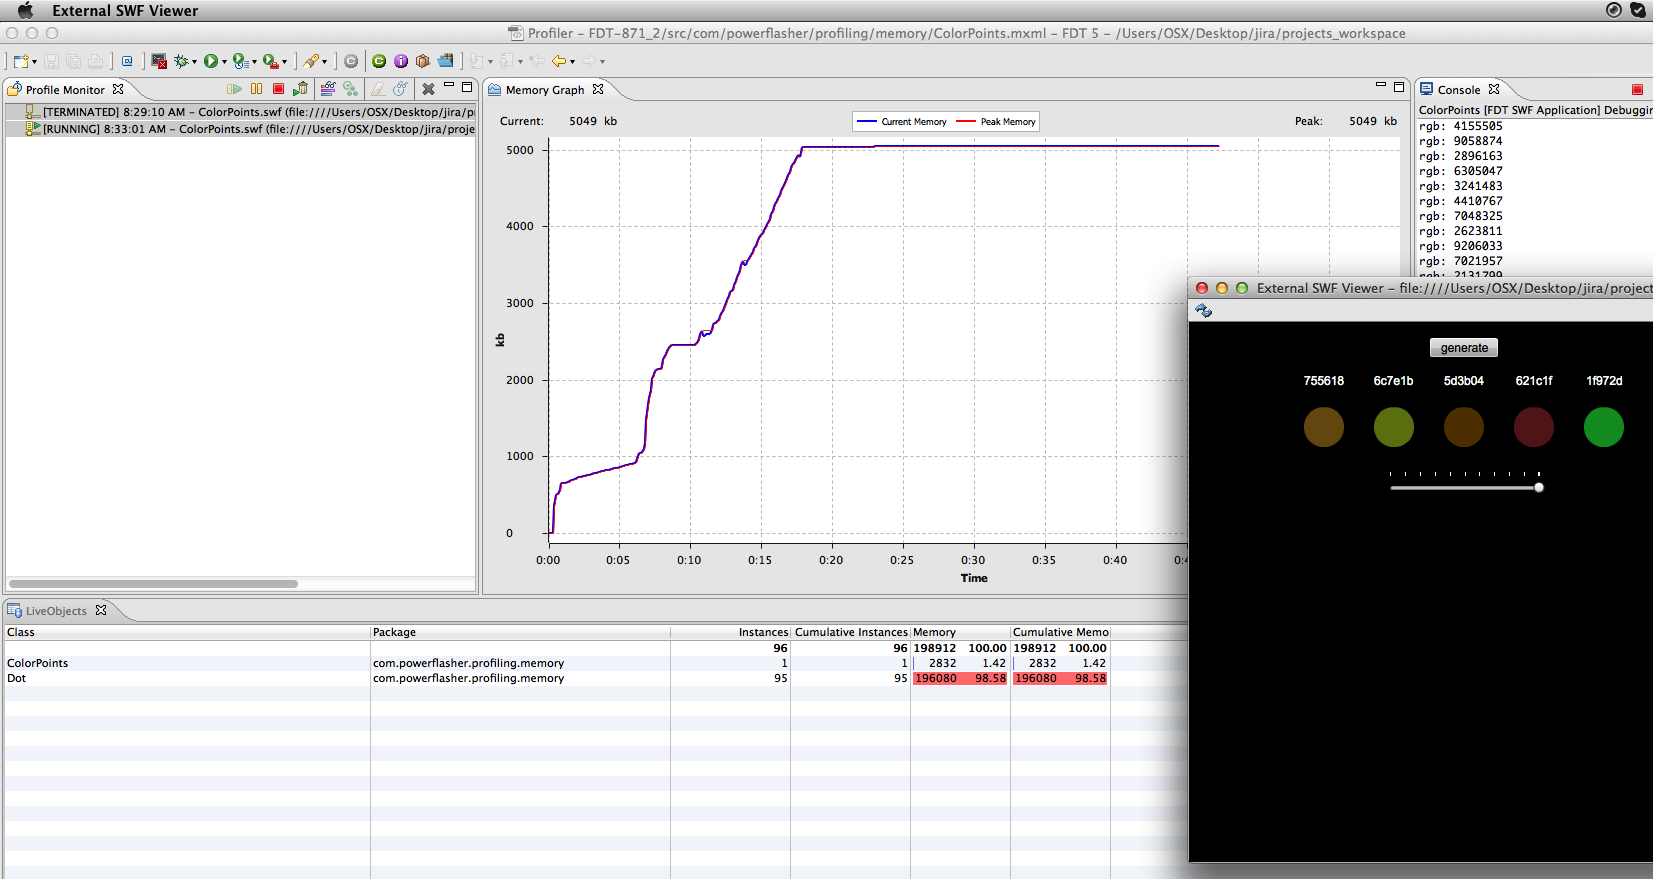 External SWF Viewer
Profiler – FDT-871_2/src/com/powerflasher/profiling/memory/ColorPoints.mxml – FDT 5 – /Users/OSX/Desktop/jira/projects_workspace
Profile Monitor
[TERMINATED] 8:29:10 AM – ColorPoints.swf (file:////Users/OSX/Desktop/jira/p
[RUNNING] 8:33:01 AM – ColorPoints.swf (file:////Users/OSX/Desktop/jira/proje
Memory Graph
Current: 5049 kb
Current Memory Peak Memory
Peak: 5049 kb
5000
4000
3000
2000
1000
0
kb
0:00 0:05 0:10 0:15 0:20 0:25 0:30 0:35 0:40 0:4
Time
Console
ColorPoints [FDT SWF Application] Debuggin
rgb: 4155505
rgb: 9058874
rgb: 2896163
rgb: 6305047
rgb: 3241483
rgb: 4410767
rgb: 7048325
rgb: 2623811
rgb: 9206033
rgb: 7021957
rgb: 2131799
External SWF Viewer – file:////Users/OSX/Desktop/jira/project
generate
755618 6c7e1b 5d3b04 621c1f 1f972d
LiveObjects
Class Package Instances Cumulative Instances Memory Cumulative Memo
96 96 198912 100.00 198912 100.00
ColorPoints com.powerflasher.profiling.memory 1 1 2832 1.42 2832 1.42
Dot com.powerflasher.profiling.memory 95 95 196080 98.58 196080 98.58